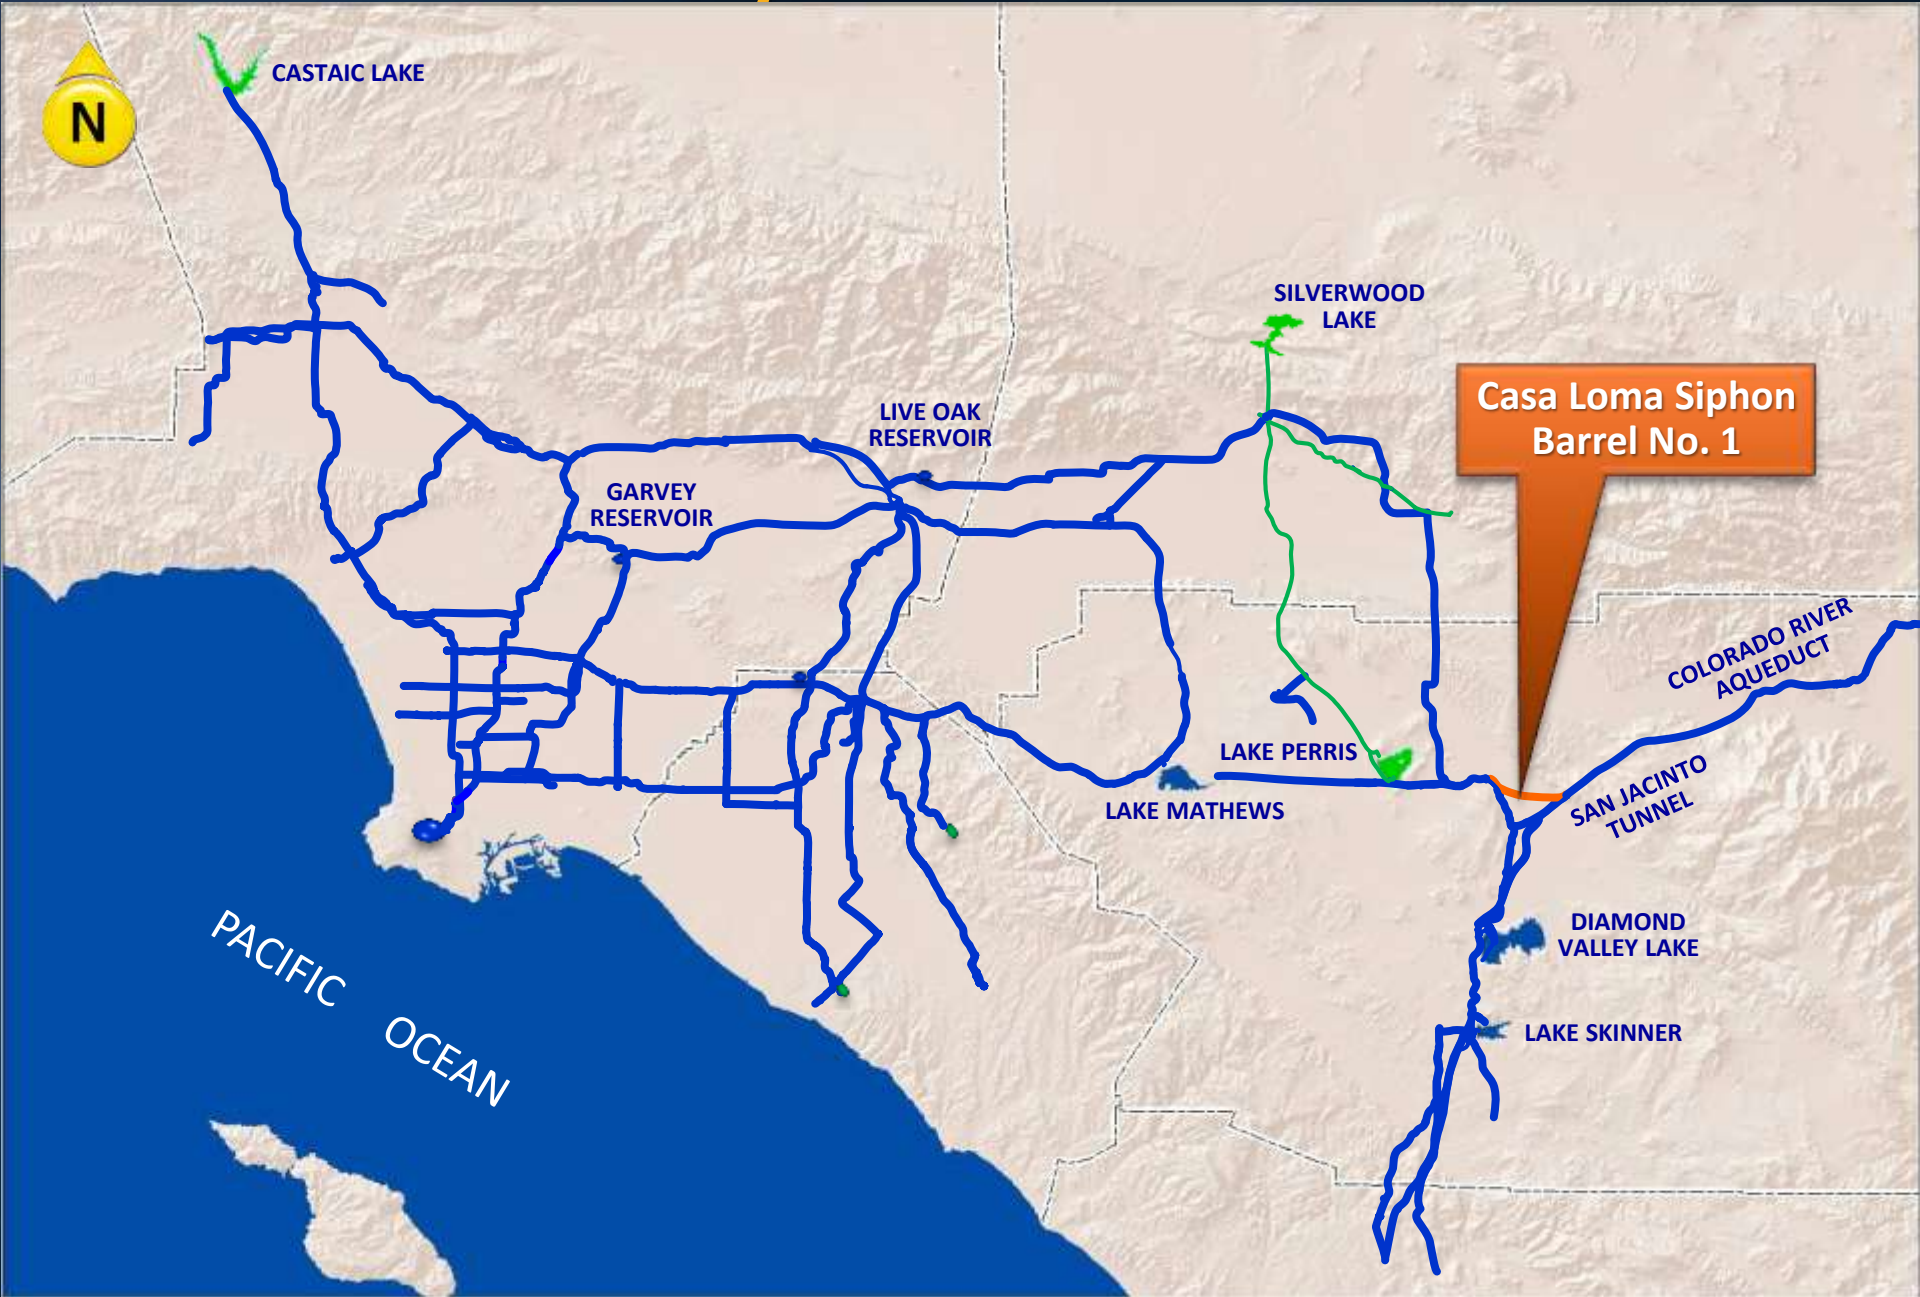 N
CASTAIC LAKE
SILVERWOOD
LAKE
Casa Loma Siphon
Barrel No. 1
LIVE OAK
RESERVOIR
GARVEY
RESERVOIR
COLORADO RIVER
AQUEDUCT
LAKE PERRIS
SAN JACINTO
TUNNEL
LAKE MATHEWS
DIAMOND
VALLEY LAKE
LAKE SKINNER
PACIFIC
OCEAN